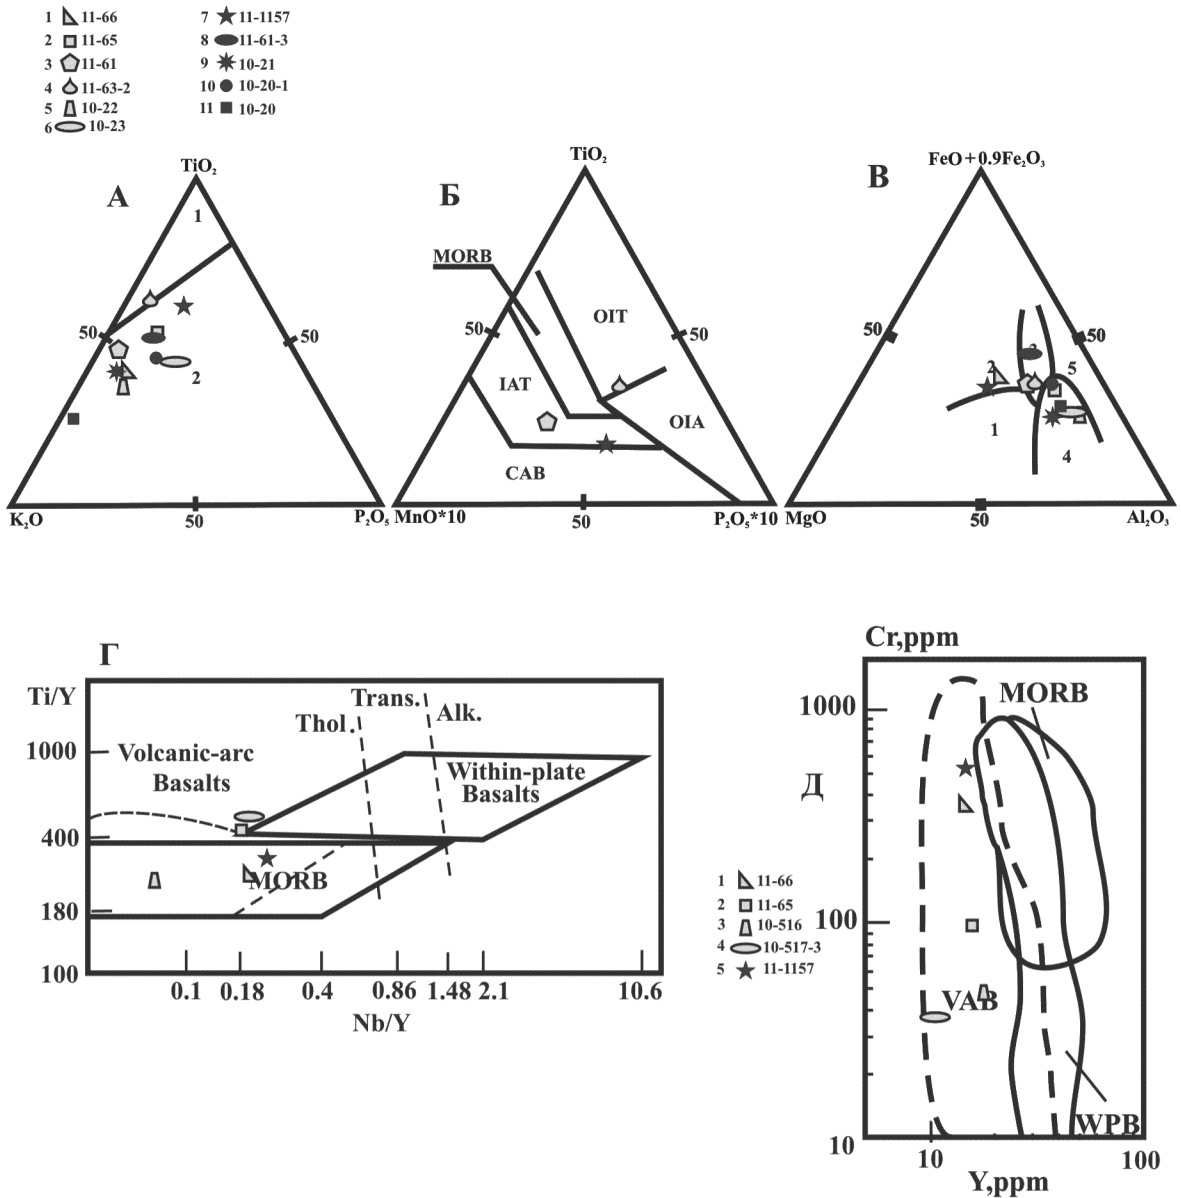 1 11-66
2 11-65
3 11-61
4 11-63-2
5 10-22
6 10-23
7 11-1157
8 11-61-3
9 10-21
10 10-20-1
11 10-20
А
TiO₂
1
50
50
2
K₂O
50
P₂O₅
Б
TiO₂
MORB
50
50
OIT
IAT
OIA
CAB
MnO*10
50
P₂O₅*10
В
FeO + 0.9Fe₂O₃
50
50
2
3
5
1
4
MgO
50
Al₂O₃
Г
Ti/Y
Trans.
Thol.
Alk.
1000
Volcanic-arc
Basalts
Within-plate
Basalts
400
MORB
180
100
0.1 0.18 0.4 0.86 1.48 2.1 10.6
Nb/Y
Cr,ppm
1000
MORB
Д
1 11-66
2 11-65
3 10-516
4 10-517-3
5 11-1157
100
VAB
WPB
10
10 100
Y,ppm